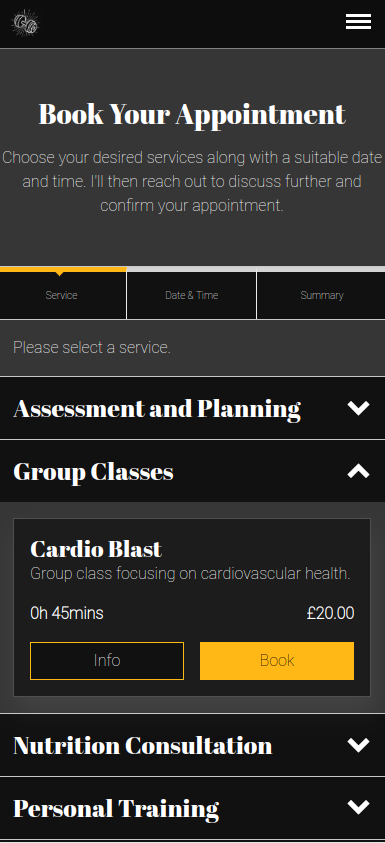 Book Your Appointment
Choose your desired services along with a suitable date
and time. I'll then reach out to discuss further and
confirm your appointment.
Service
Date & Time
Summary
Please select a service.
Assessment and Planning
Group Classes
Cardio Blast
Group class focusing on cardiovascular health.
0h 45mins
£20.00
Info
Book
Nutrition Consultation
Personal Training